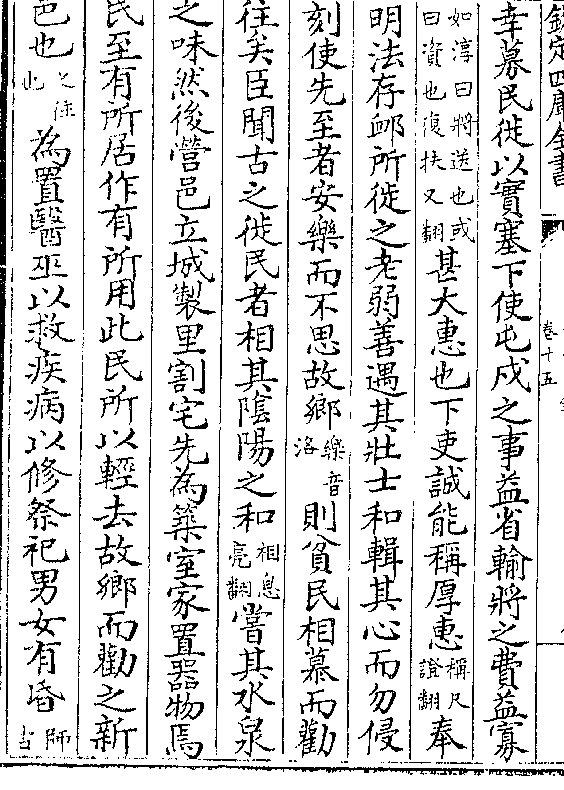 欽定四庫全書
卷十五
幸募民徙以實塞下使屯戍之事益省輸將之費益寡
如淳曰將送也或曰資也復扶又翻甚大惠也下吏誠能稱厚惠稱尺證翻奉
明法存卹所徙之老弱善遇其壯士和輯其心而勿侵
刻使先至者安樂而不思故鄉樂音洛則貧民相慕而勸
往矣臣聞古之徙民者相其陰陽之和相息亮翻嘗其水泉
之味然後營邑立城製里割宅先為築室家置器物焉
民至有所居作有所用此民所以輕去故鄉而勸之新
邑也之往此為置醫巫以救疾病以修祭祀男女有昏師古